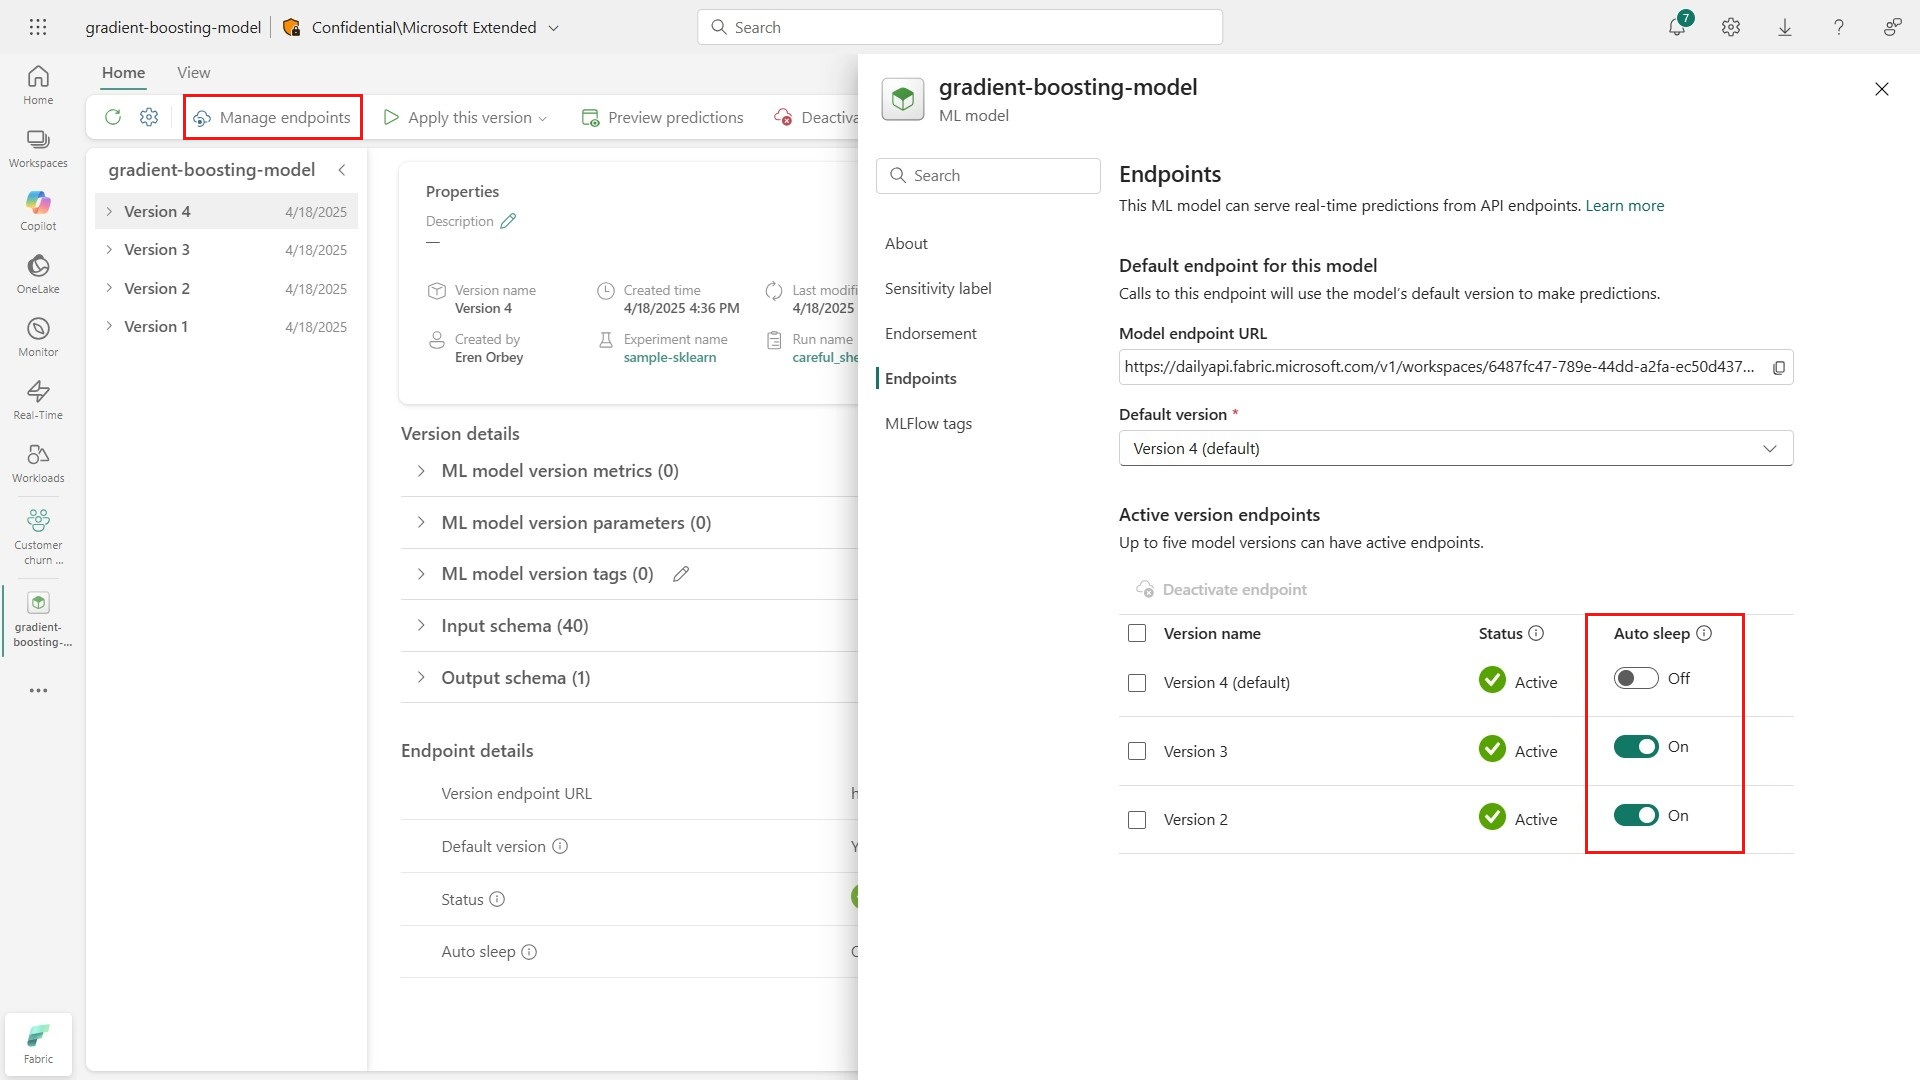 gradient-boosting-model
Confidential\Microsoft Extended
Search
7
Home
Workspaces
Copilot
OneLake
Monitor
Real-Time
Workloads
Customer
churn ...
gradient-
boosting-...
Fabric
Home View
Manage endpoints
Apply this version
Preview predictions
Deactiva
gradient-boosting-model
Version 4 4/18/2025
Version 3 4/18/2025
Version 2 4/18/2025
Version 1 4/18/2025
Properties
Description
—
Version name
Version 4
Created time
4/18/2025 4:36 PM
Last modifi
4/18/2025
Created by
Eren Orbey
Experiment name
sample-sklearn
Run name
careful_she
Version details
ML model version metrics (0)
ML model version parameters (0)
ML model version tags (0)
Input schema (40)
Output schema (1)
Endpoint details
Version endpoint URL h
Default version Y
Status
Auto sleep
gradient-boosting-model
ML model
Search
About
Sensitivity label
Endorsement
Endpoints
MLFlow tags
Endpoints
This ML model can serve real-time predictions from API endpoints. Learn more
Default endpoint for this model
Calls to this endpoint will use the model's default version to make predictions.
Model endpoint URL
https://dailyapi.fabric.microsoft.com/v1/workspaces/6487fc47-789e-44dd-a2fa-ec50d437...
Default version *
Version 4 (default)
Active version endpoints
Up to five model versions can have active endpoints.
Deactivate endpoint
Version name Status Auto sleep
Version 4 (default) Active Off
Version 3 Active On
Version 2 Active On